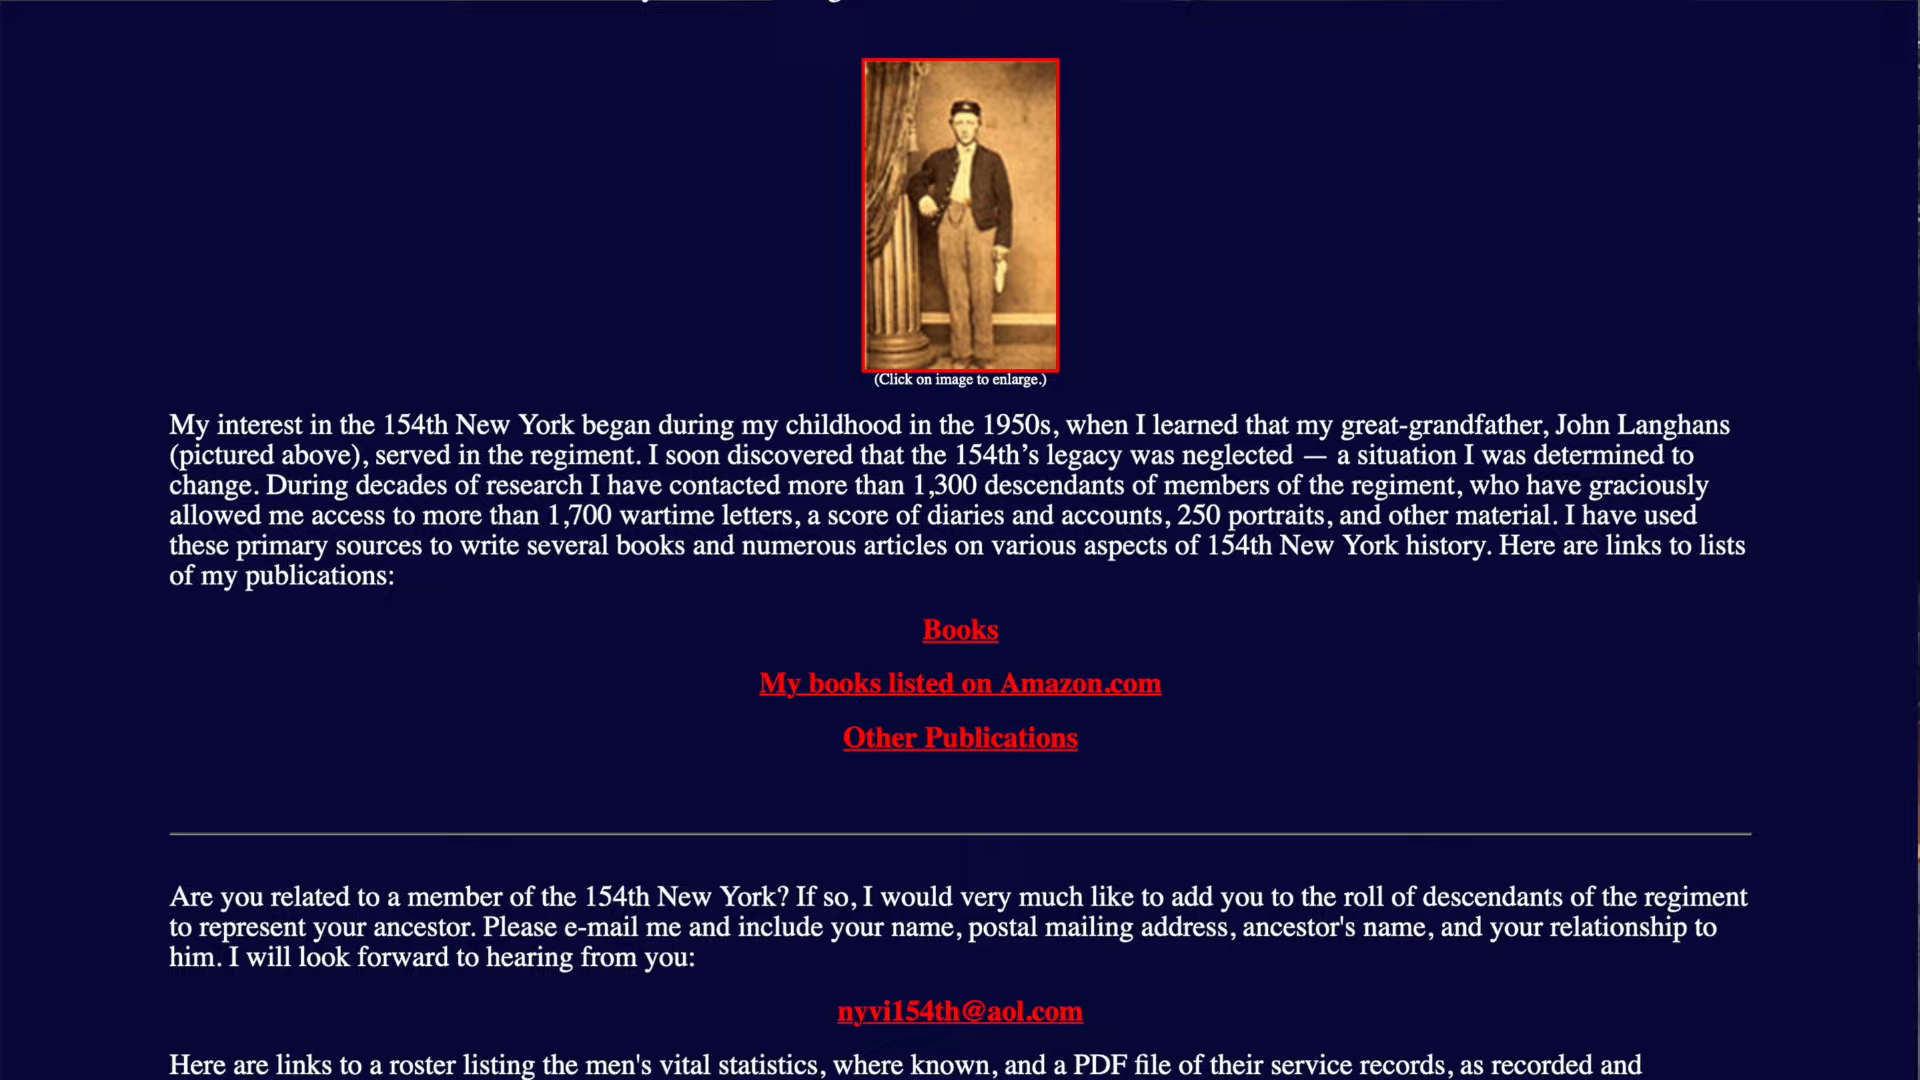 (Click on image to enlarge.)
My interest in the 154th New York began during my childhood in the 1950s, when I learned that my great-grandfather, John Langhans
(pictured above), served in the regiment. I soon discovered that the 154th’s legacy was neglected — a situation I was determined to
change. During decades of research I have contacted more than 1,300 descendants of members of the regiment, who have graciously
allowed me access to more than 1,700 wartime letters, a score of diaries and accounts, 250 portraits, and other material. I have used
these primary sources to write several books and numerous articles on various aspects of 154th New York history. Here are links to lists
of my publications:
Books
My books listed on Amazon.com
Other Publications
Are you related to a member of the 154th New York? If so, I would very much like to add you to the roll of descendants of the regiment
to represent your ancestor. Please e-mail me and include your name, postal mailing address, ancestor's name, and your relationship to
him. I will look forward to hearing from you:
nyvi154th@aol.com
Here are links to a roster listing the men's vital statistics, where known, and a PDF file of their service records, as recorded and